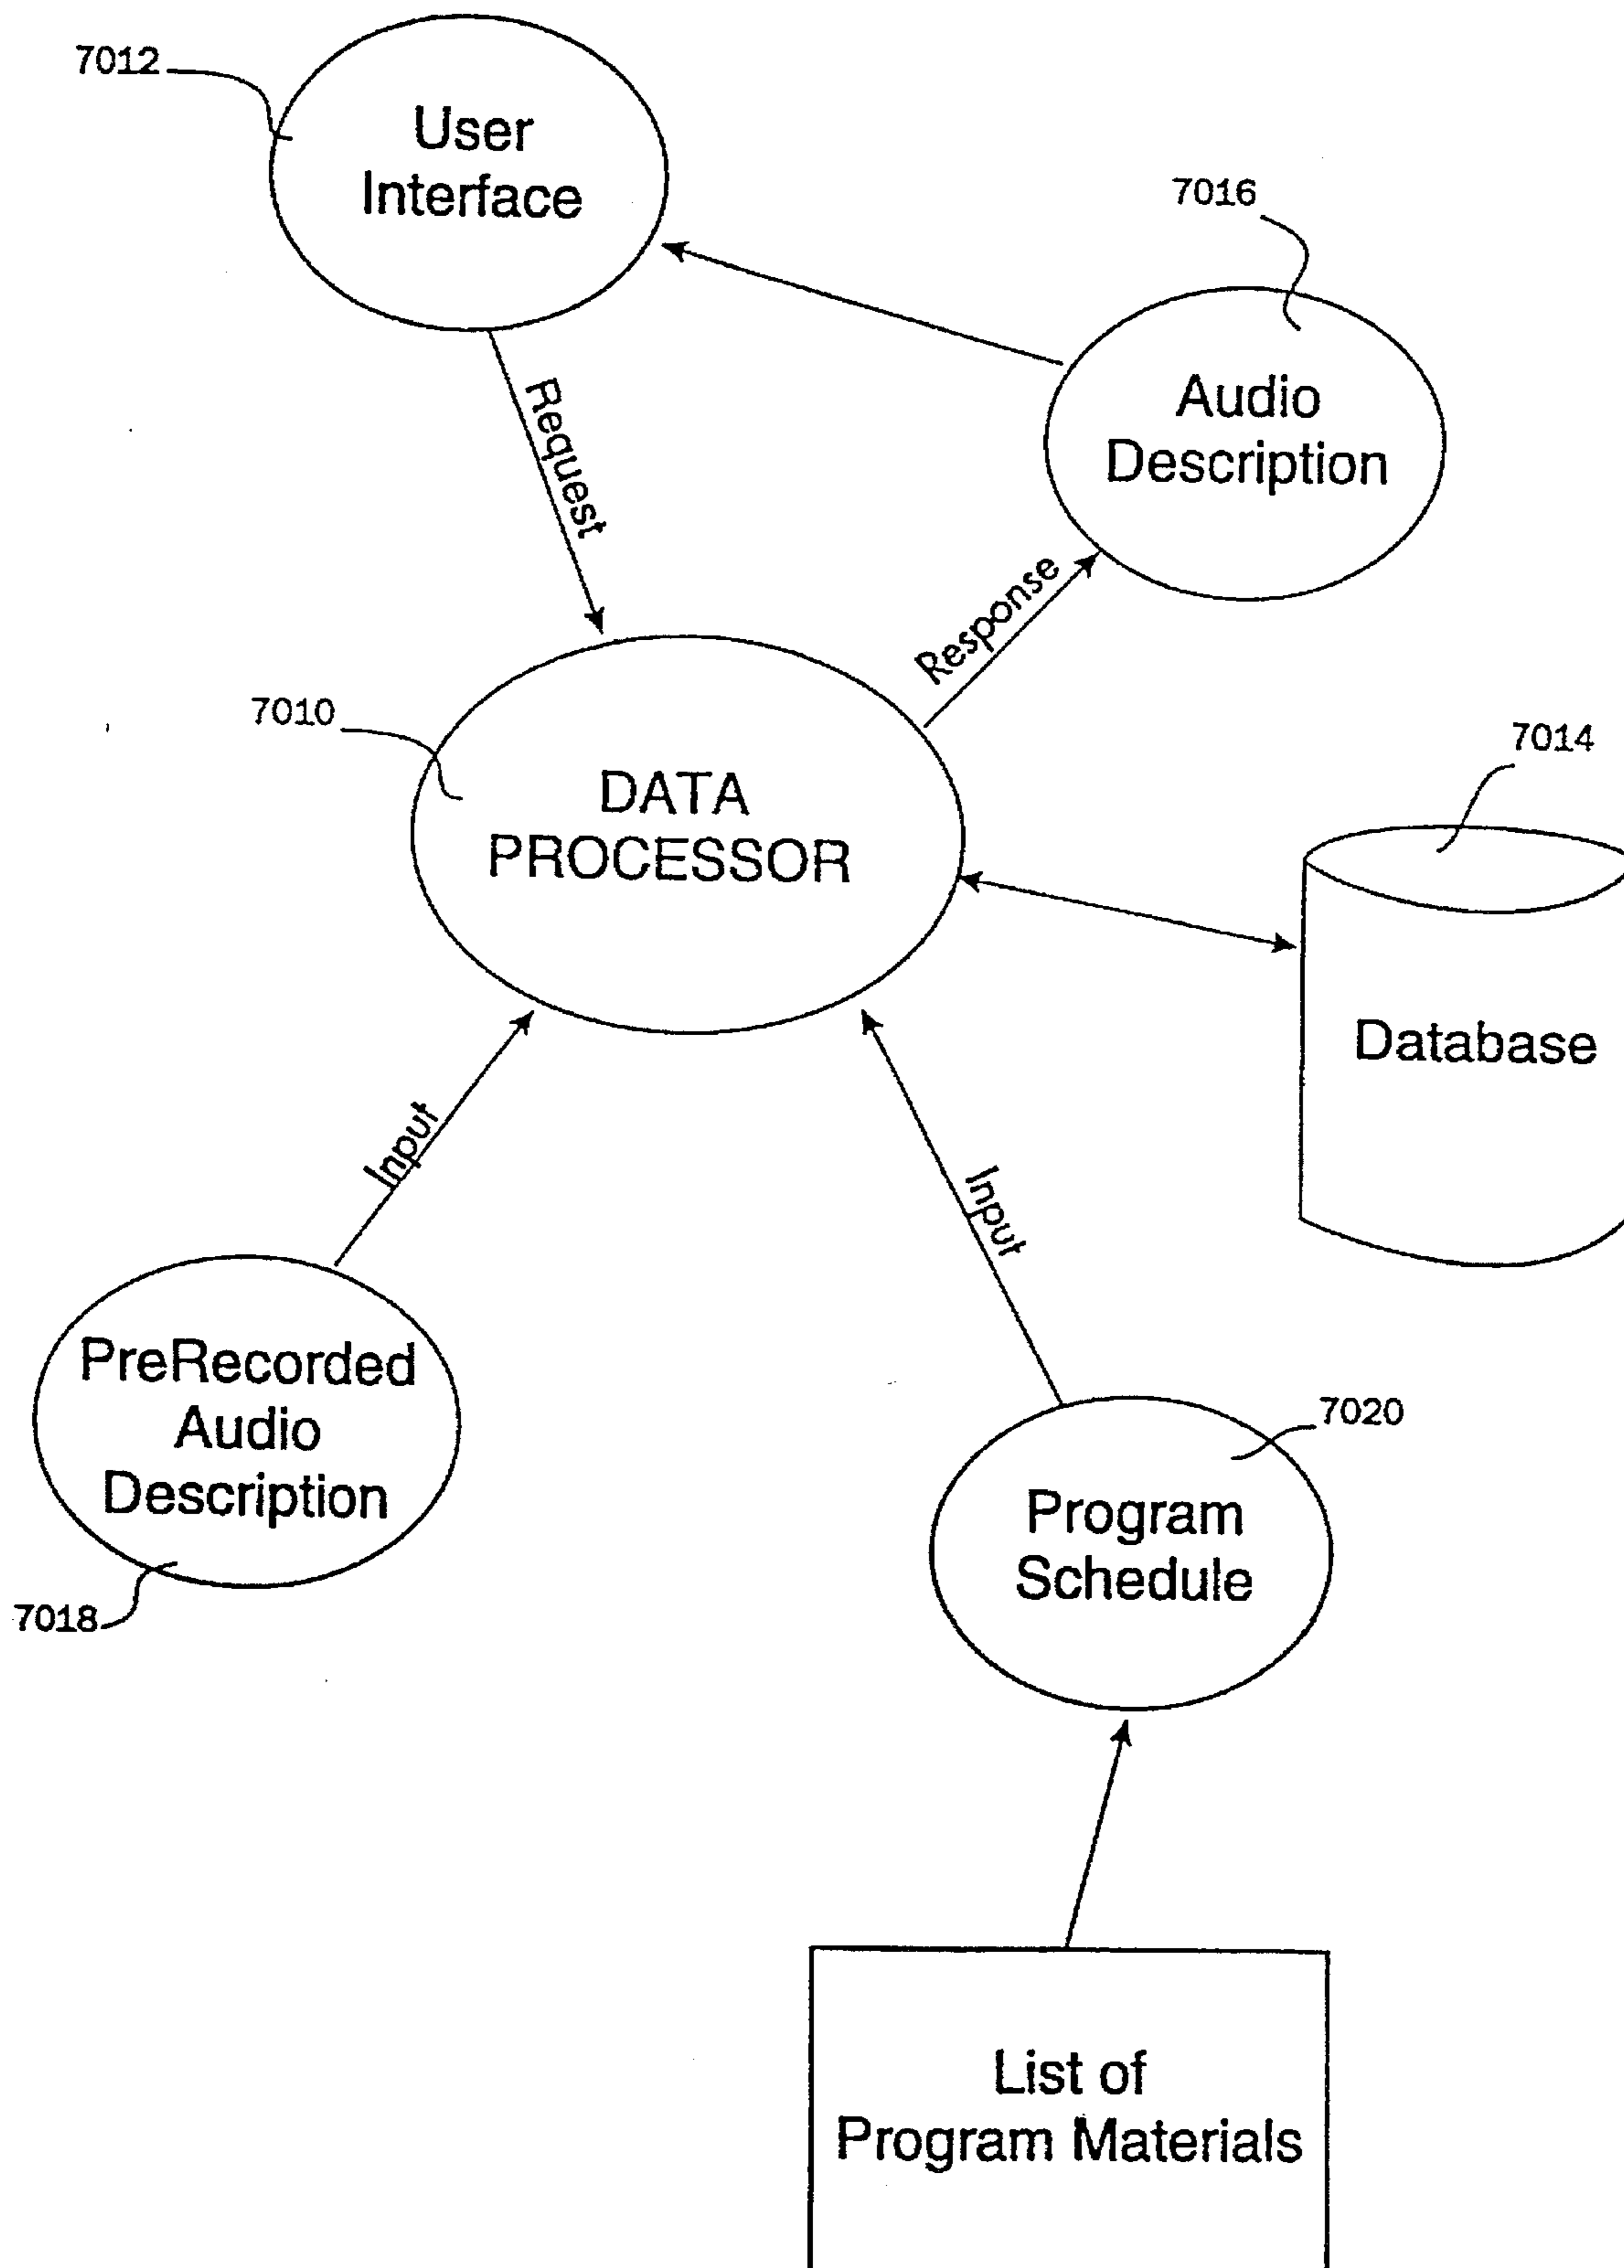 7012
User
Interface
7016
Audio
Description
Request
Response
7010
DATA
PROCESSOR
7014
Database
Input
Input
PreRecorded
Audio
Description
7018
7020
Program
Schedule
List of
Program Materials